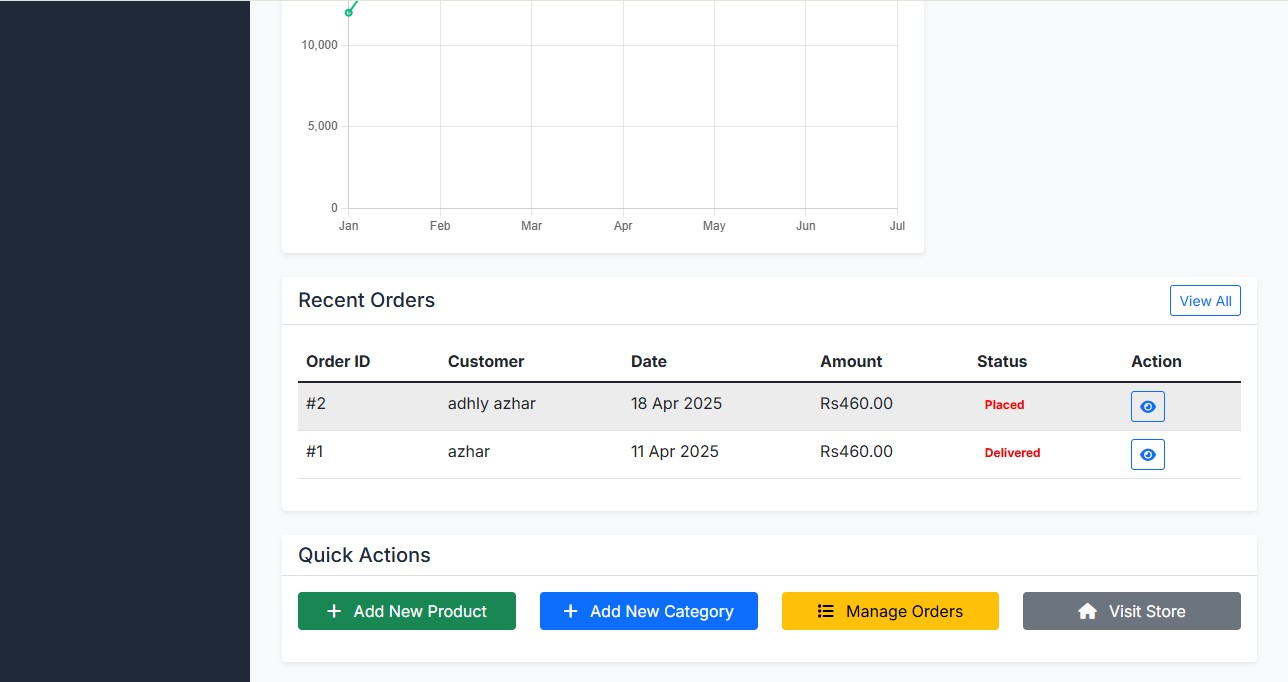 10,000
5,000
0
Jan Feb Mar Apr May Jun Jul
Recent Orders View All
Order ID Customer Date Amount Status Action
#2 adhly azhar 18 Apr 2025 Rs460.00 Placed
#1 azhar 11 Apr 2025 Rs460.00 Delivered
Quick Actions
Add New Product Add New Category Manage Orders Visit Store